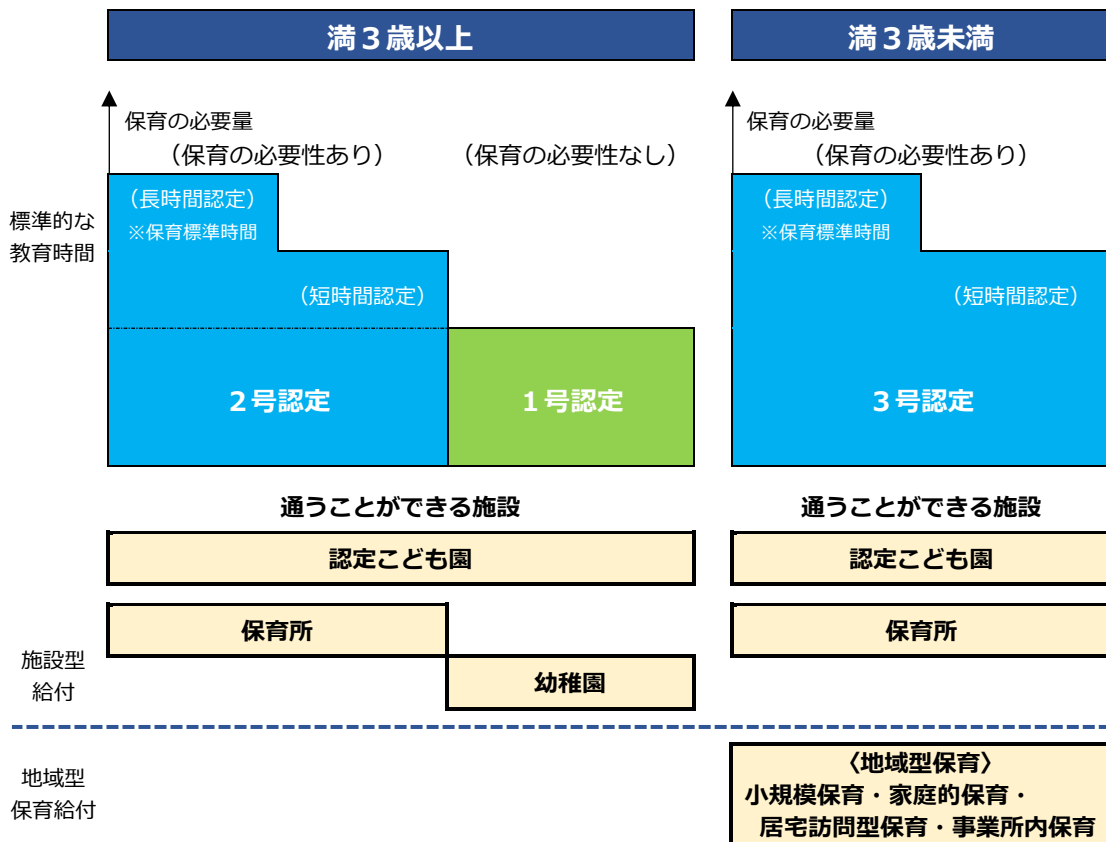 満３歳以上
満３歳未満
保育の必要量
（保育の必要性あり）
（保育の必要性なし）
保育の必要量
（保育の必要性あり）
標準的な
教育時間
（長時間認定）
※保育標準時間
（短時間認定）
２号認定
１号認定
（長時間認定）
※保育標準時間
（短時間認定）
３号認定
通うことができる施設
通うことができる施設
認定こども園
認定こども園
保育所
保育所
施設型
給付
幼稚園
地域型
保育給付
〈地域型保育〉
小規模保育・家庭的保育・
居宅訪問型保育・事業所内保育